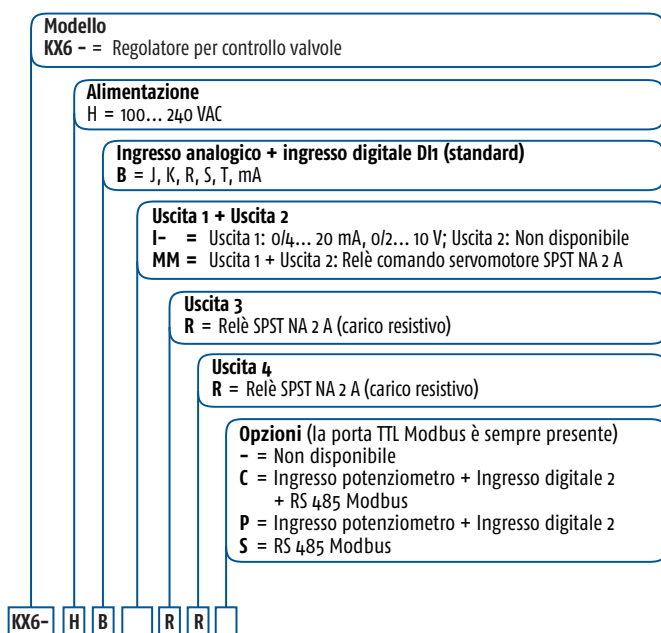 Modello
KX6 - = Regolatore per controllo valvole
Alimentazione
H = 100... 240 VAC
Ingresso analogico + ingresso digitale DI1 (standard)
B = J, K, R, S, T, mA
Uscita 1 + Uscita 2
I- = Uscita 1: 0/4... 20 mA, 0/2... 10 V; Uscita 2: Non disponibile
MM = Uscita 1 + Uscita 2: Relè comando servomotore SPST NA 2 A
Uscita 3
R = Relè SPST NA 2 A (carico resistivo)
Uscita 4
R = Relè SPST NA 2 A (carico resistivo)
Opzioni (la porta TTL Modbus è sempre presente)
- = Non disponibile
C = Ingresso potenziometro + Ingresso digitale 2
+ RS 485 Modbus
P = Ingresso potenziometro + Ingresso digitale 2
S = RS 485 Modbus
KX6- H B R R